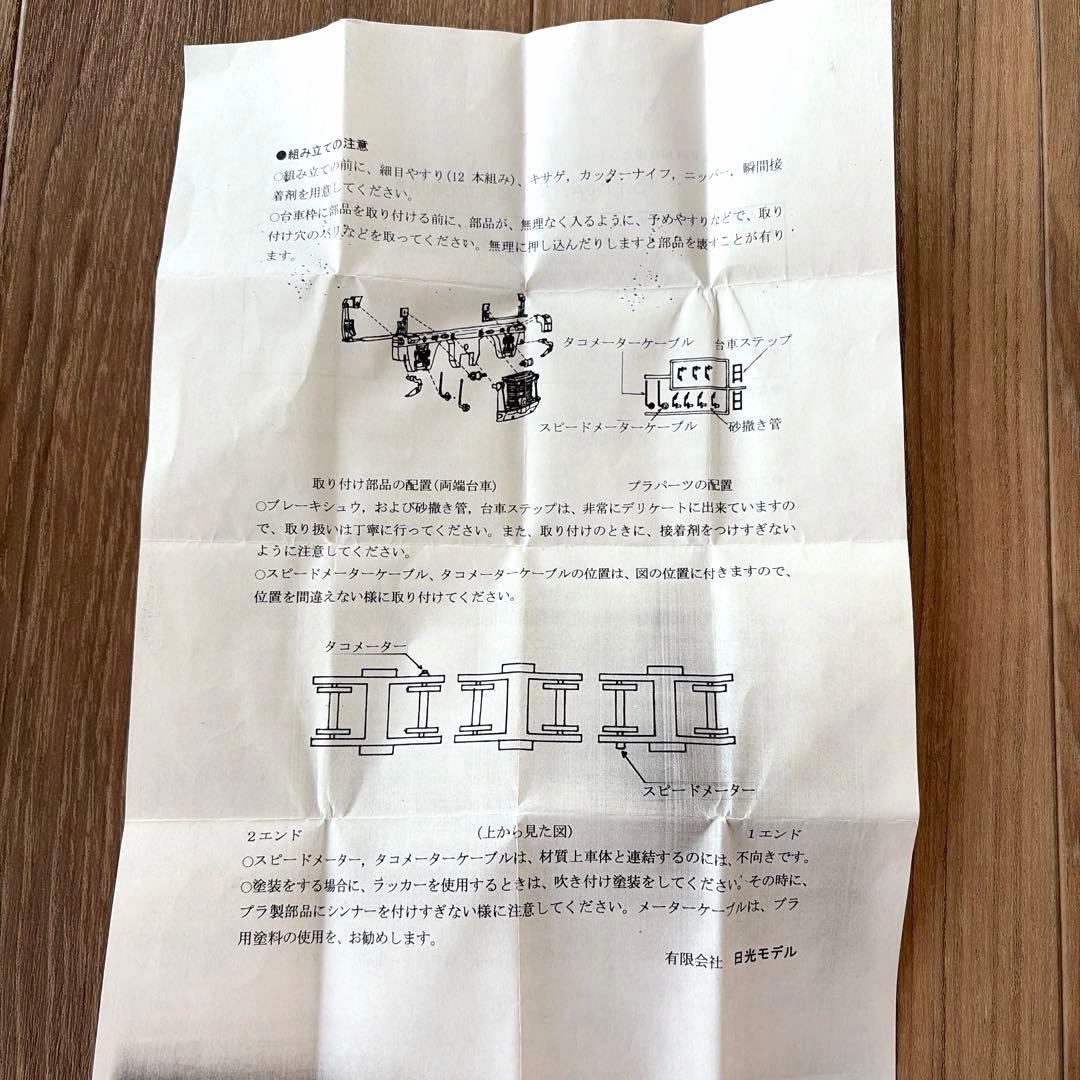 ●組み立ての注意
○組み立ての前に、細目やすり(12 本組み)、キサゲ，カッターナイフ，ニッパー，瞬間接
着剤を用意してください。
○台車枠に部品を取り付ける前に、部品が、無理なく入るように、予めやすりなどで、取り
付け穴のバリなどを取ってください。無理に押し込んだりしますと部品を壊すことが有り
ます。
タコメーターケーブル 台車ステップ
スピードメーターケーブル 砂撒き管
取り付け部品の配置(両端台車) プラパーツの配置
○ブレーキシュウ，および砂撒き管，台車ステップは、非常にデリケートに出来ていますの
で、取り扱いは丁寧に行ってください。また、取り付けのときに、接着剤をつけすぎない
ように注意してください。
○スピードメーターケーブル、タコメーターケーブルの位置は、図の位置に付きますので、
位置を間違えない様に取り付けてください。
タコメーター
スピードメーター
2エンド (上から見た図) 1エンド
○スピードメーター，タコメーターケーブルは、材質上車体と連結するのには、不向きです。
○塗装をする場合に、ラッカーを使用するときは、吹き付け塗装をしてください。その時に、
プラ製部品にシンナーを付けすぎない様に注意してください。メーターケーブルは、プラ
用塗料の使用を、お勧めします。
有限会社 日光モデル